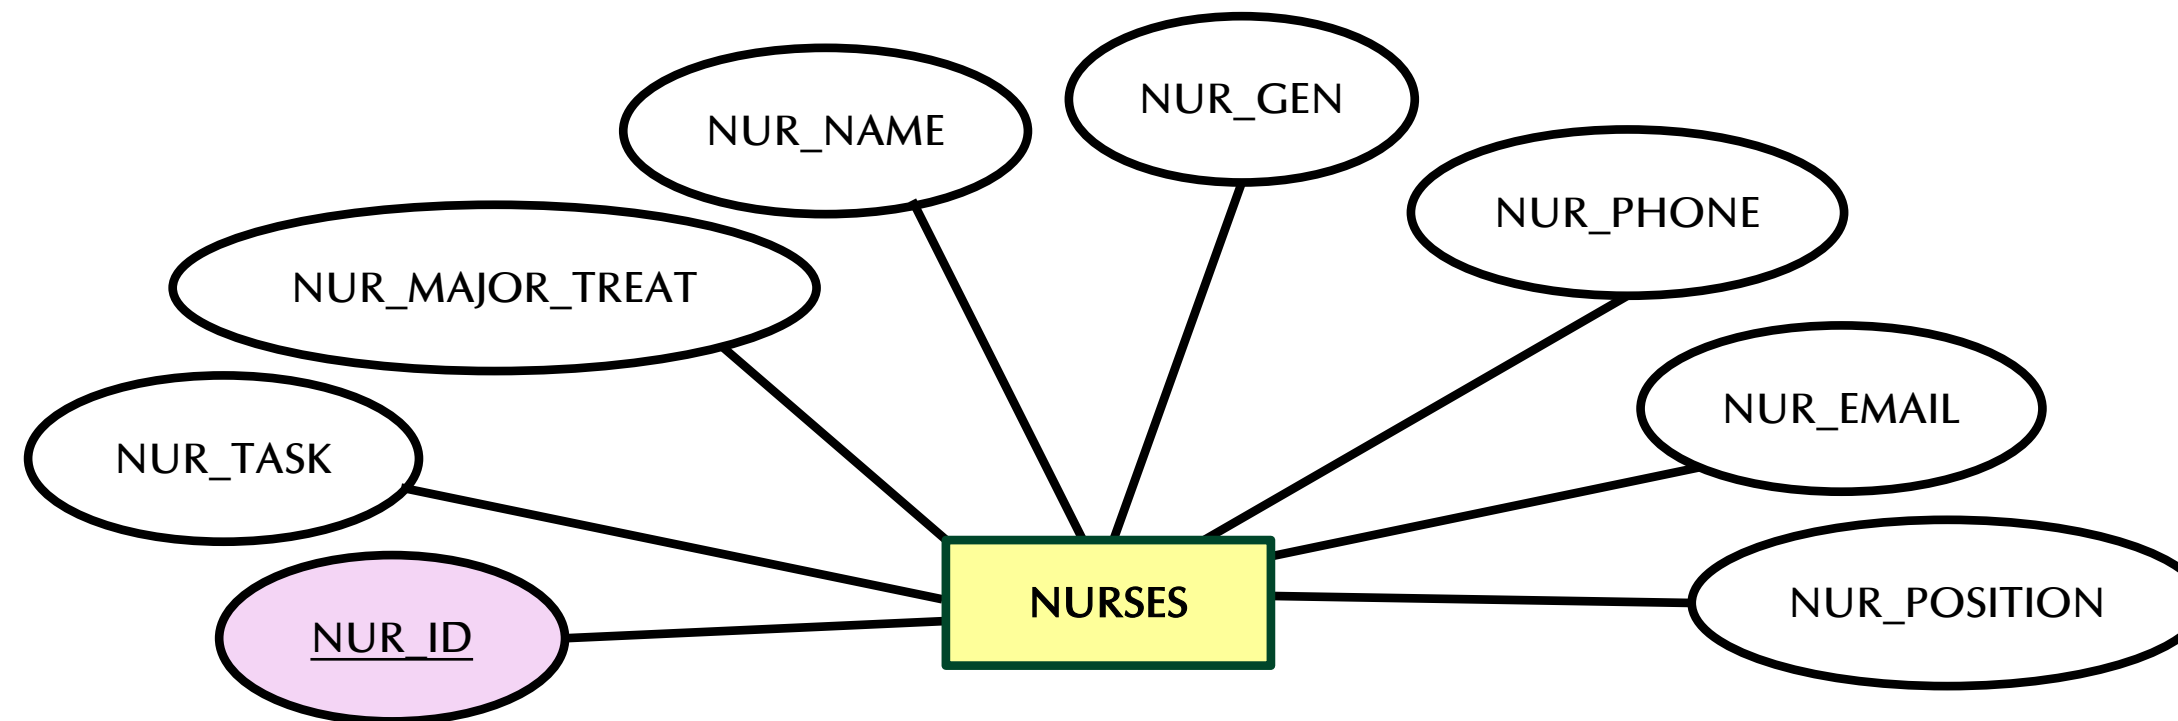 NUR_GEN
NUR_NAME
NUR_PHONE
NUR_MAJOR_TREAT
NUR_EMAIL
NUR_TASK
NURSES
NUR_POSITION
NUR_ID